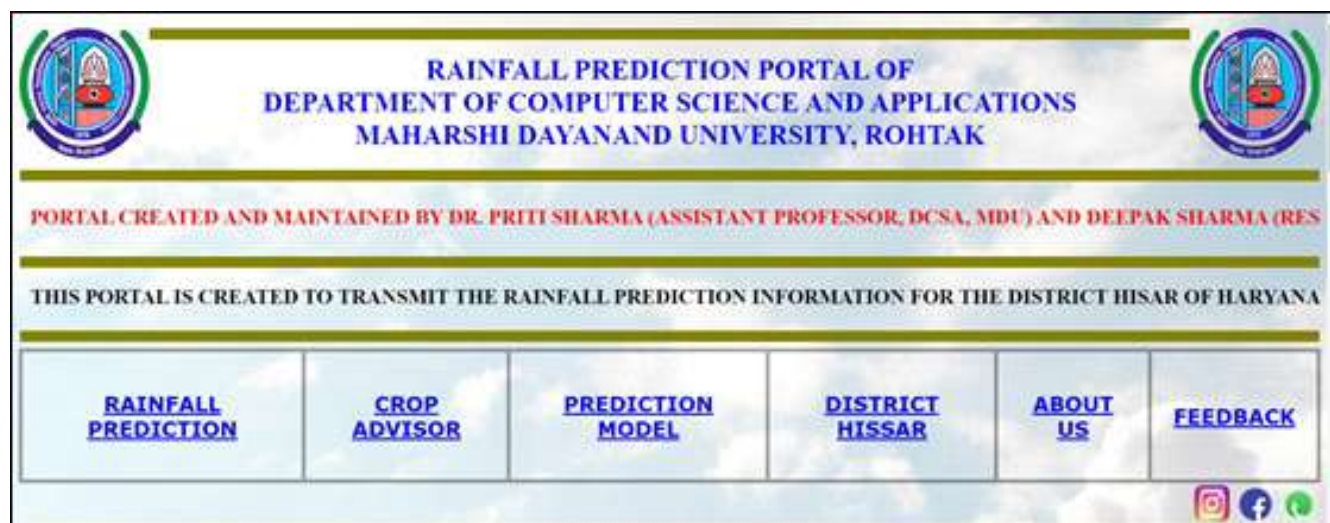 RAINFALL PREDICTION PORTAL OF
DEPARTMENT OF COMPUTER SCIENCE AND APPLICATIONS
MAHARSHI DAYANAND UNIVERSITY, ROHTAK
PORTAL CREATED AND MAINTAINED BY DR. PRITI SHARMA (ASSISTANT PROFESSOR, DCSA, MDU) AND DEEPAK SHARMA (RES
THIS PORTAL IS CREATED TO TRANSMIT THE RAINFALL PREDICTION INFORMATION FOR THE DISTRICT HISAR OF HARYANA
RAINFALL
PREDICTION
CROP
ADVISOR
PREDICTION
MODEL
DISTRICT
HISSAR
ABOUT
US
FEEDBACK